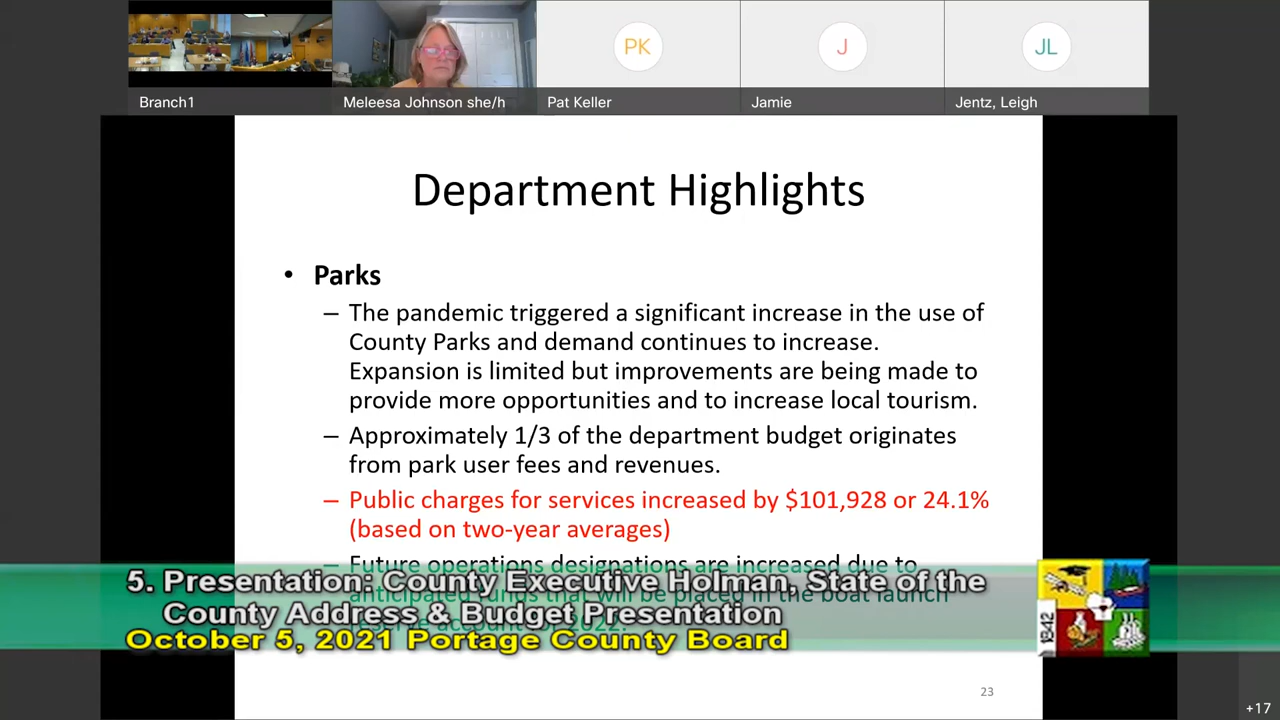 PK
J
JL
Branch1
Meleesa Johnson she/h
Pat Keller
Jamie
Jentz, Leigh
Department Highlights
• Parks
– The pandemic triggered a significant increase in the use of
County Parks and demand continues to increase.
Expansion is limited but improvements are being made to
provide more opportunities and to increase local tourism.
– Approximately 1/3 of the department budget originates
from park user fees and revenues.
– Public charges for services increased by $101,928 or 24.1%
(based on two-year averages)
– Future operations designations are increased due to
anticipated funds that will be placed in the boat launch
reserve account 2022.
5. Presentation: County Executive Holman, State of the
County Address & Budget Presentation
October 5, 2021 Portage County Board
1842
23
+17